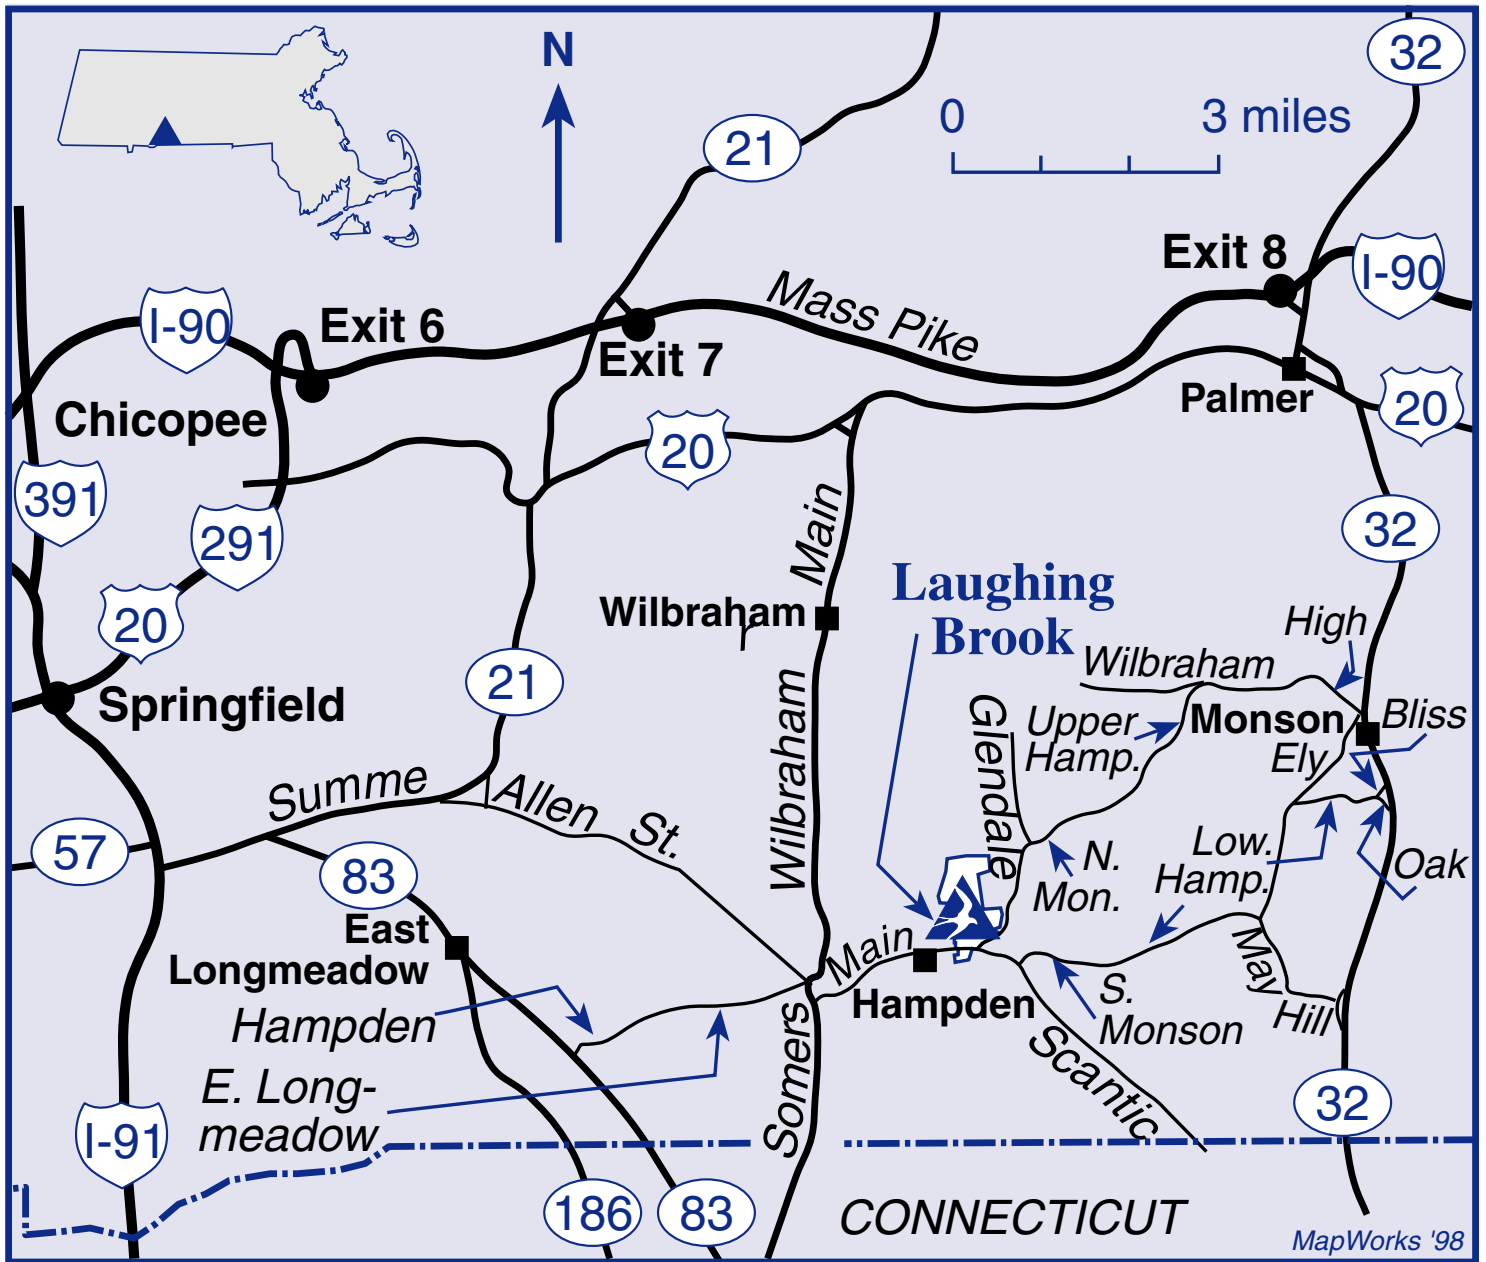 32
N
0
3 miles
21
Exit 8
I-90
I-90
Exit 6
Mass Pike
Exit 7
Palmer
20
Chicopee
20
391
291
Main
32
20
Laughing
Brook
Wilbraham
r
High
Wilbraham
21
Springfield
Glendale
Upper
Hamp.
Monson
Bliss
Ely
Summe
Allen St.
Wilbraham
57
83
N.
Mon.
Low.
Hamp.
Oak
East
Longmeadow
Main
May
Hill
Hampden
Hampden
S.
Monson
Somers
Scantic
E. Long-
meadow
I-91
32
186
83
CONNECTICUT
MapWorks '98